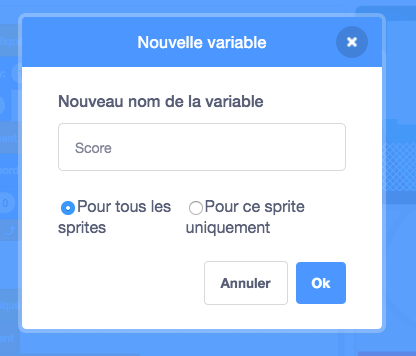 Nouvelle variable
Nouveau nom de la variable
Score
Pour tous les sprites
Pour ce sprite uniquement
Annuler
Ok